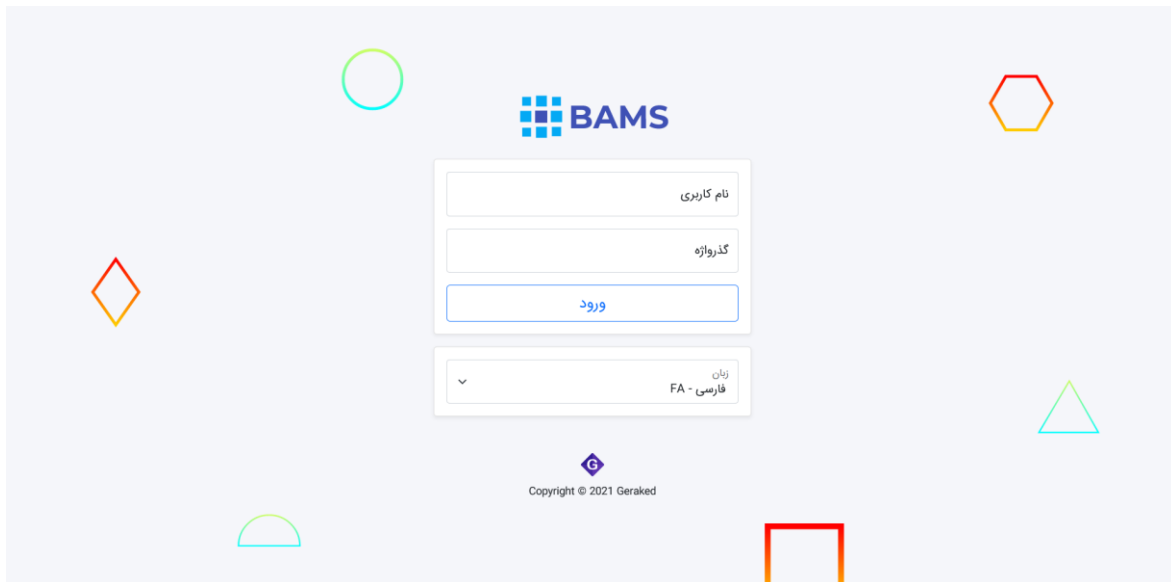 BAMS
نام کاربری
گذرواژه
ورود
زبان
فارسی - FA
G
Copyright © 2021 Geraked